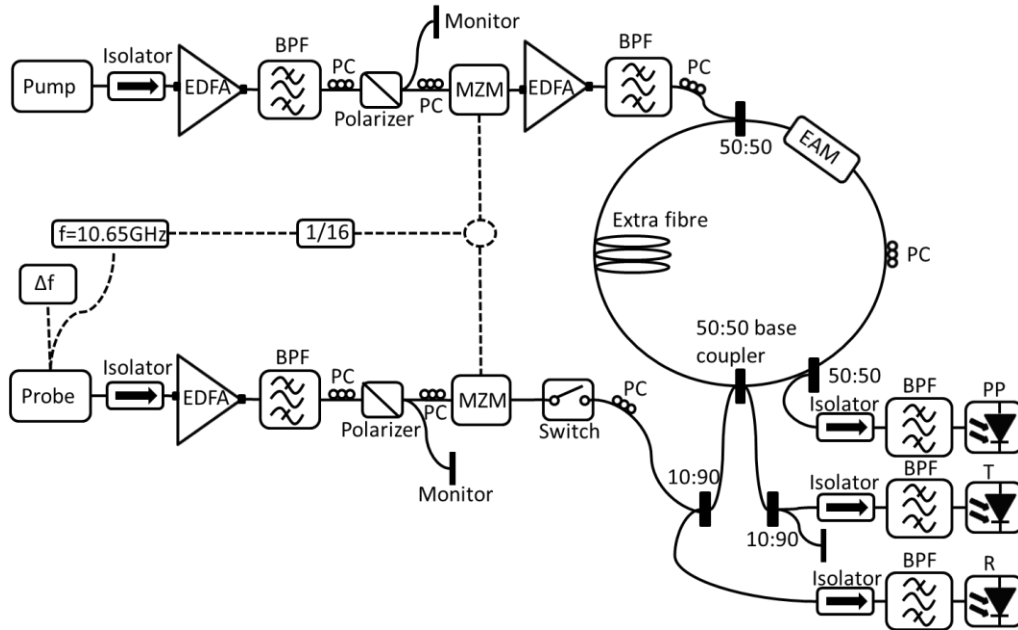 Monitor
Isolator
BPF
BPF
PC
PC
Pump
EDFA
MZM
EDFA
PC
Polarizer
50:50
EAM
Extra fibre
f=10.65GHz
1/16
PC
Δf
50:50 base
coupler
Isolator
BPF
PC
50:50
PP
Probe
EDFA
PC
MZM
PC
Isolator
BPF
Polarizer
Switch
BPF
T
10:90
Isolator
Monitor
10:90
BPF
R
Isolator